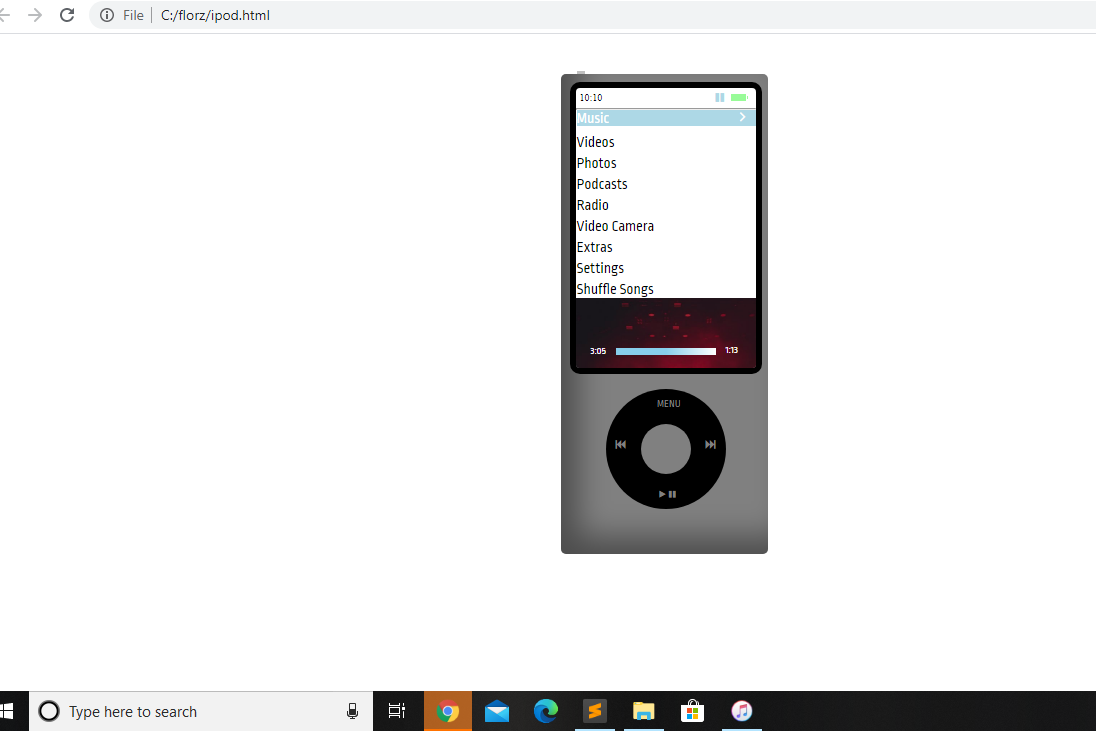 File C:/florz/ipod.html
10:10
Music
Videos
Photos
Podcasts
Radio
Video Camera
Extras
Settings
Shuffle Songs
3:05 1:13
MENU
Type here to search